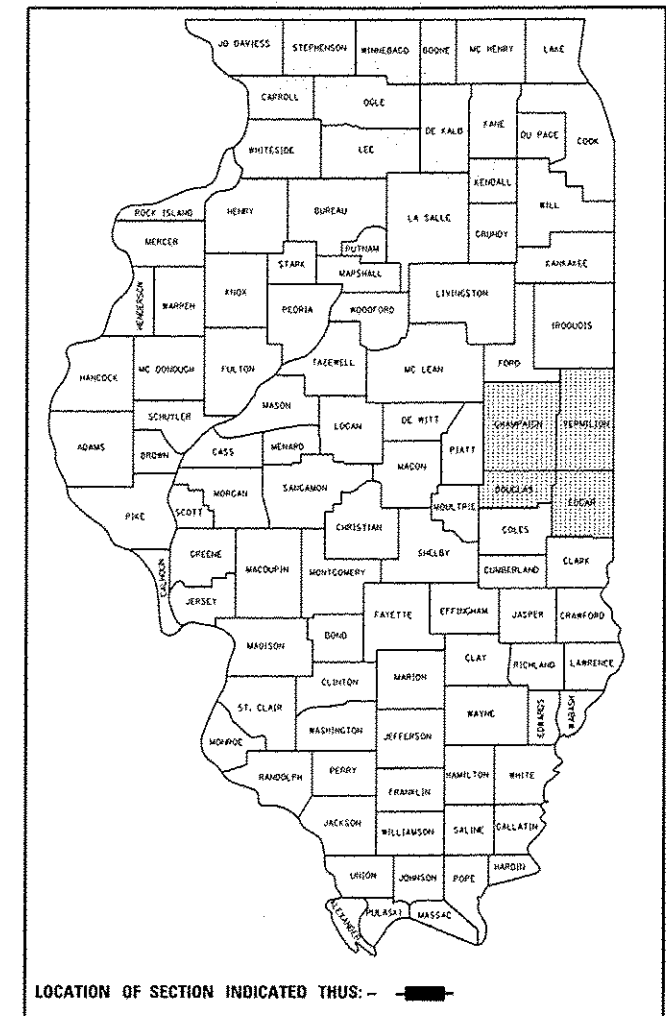 JO DAVIESS STEPHENSON WINNEBAGO BOONE MC HENRY LAKE
CARROLL OGLE DE KALB KANE DU PAGE COOK
WHITESIDE LEE KENDALL WILL
ROCK ISLAND HENRY BUREAU LA SALLE GRUNDY
MERCER PUTNAM KANKAKEE
STARK MARSHALL
HENDERSON WARREN KNOX PEORIA WOODFORD LIVINGSTON IROQUOIS
HANCOCK MC DONOUGH FULTON TAZEWELL MC LEAN FORD
MASON
SCHUYLER LOGAN DE WITT CHAMPAIGN VERMILION
ADAMS BROWN CASS MENARD PIATT
MACON
MORGAN SANGAMON DOUGLAS EDGAR
PIKE SCOTT CHRISTIAN MOULTRIE COLES
GREENE MACOUPIN MONTGOMERY SHELBY CUMBERLAND CLARK
CALHOUN JERSEY
FAYETTE EFFINGHAM JASPER CRAWFORD
MADISON BOND
CLAY RICHLAND LAWRENCE
CLINTON MARION
ST. CLAIR WAYNE EDWARDS WABASH
MONROE WASHINGTON JEFFERSON
RANDOLPH PERRY HAMILTON WHITE
FRANKLIN
JACKSON WILLIAMSON SALINE GALLATIN
UNION JOHNSON POPE HARDIN
ALEXANDER PULASKI MASSAC
LOCATION OF SECTION INDICATED THUS: -